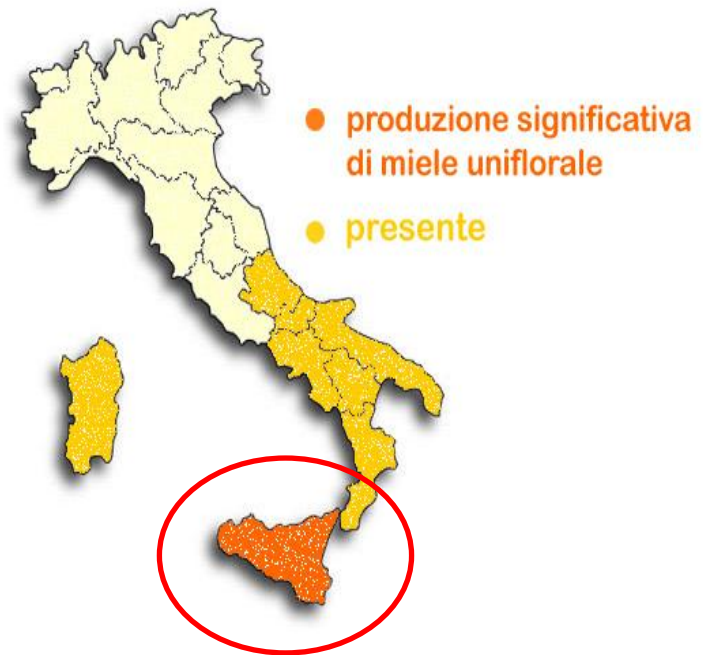 produzione significativa
di miele uniflorale
presente